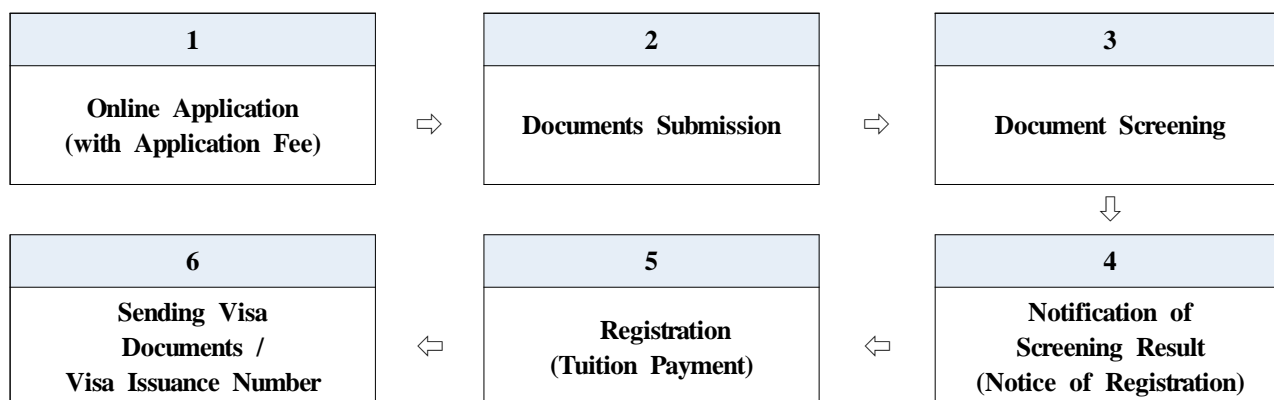 1
Online Application
(with Application Fee)
⇨
2
Documents Submission
⇨
3
Document Screening
⇩
4
Notification of
Screening Result
(Notice of Registration)
⇦
5
Registration
(Tuition Payment)
⇦
6
Sending Visa
Documents /
Visa Issuance Number